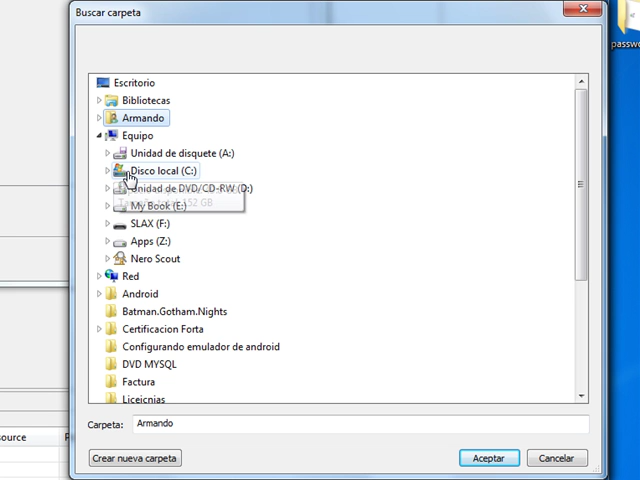 Buscar carpeta
Escritorio
Bibliotecas
Armando
Equipo
Unidad de disquete (A:)
Disco local (C:)
Unidad de DVD/CD-RW (D:)
My Book (E:)
SLAX (F:)
Apps (Z:)
Nero Scout
Red
Android
Batman.Gotham.Nights
Certificacion Forta
Configurando emulador de android
DVD MYSQL
Factura
Liceicnias
Carpeta: Armando
Crear nueva carpeta
Aceptar
Cancelar
ource
passwo